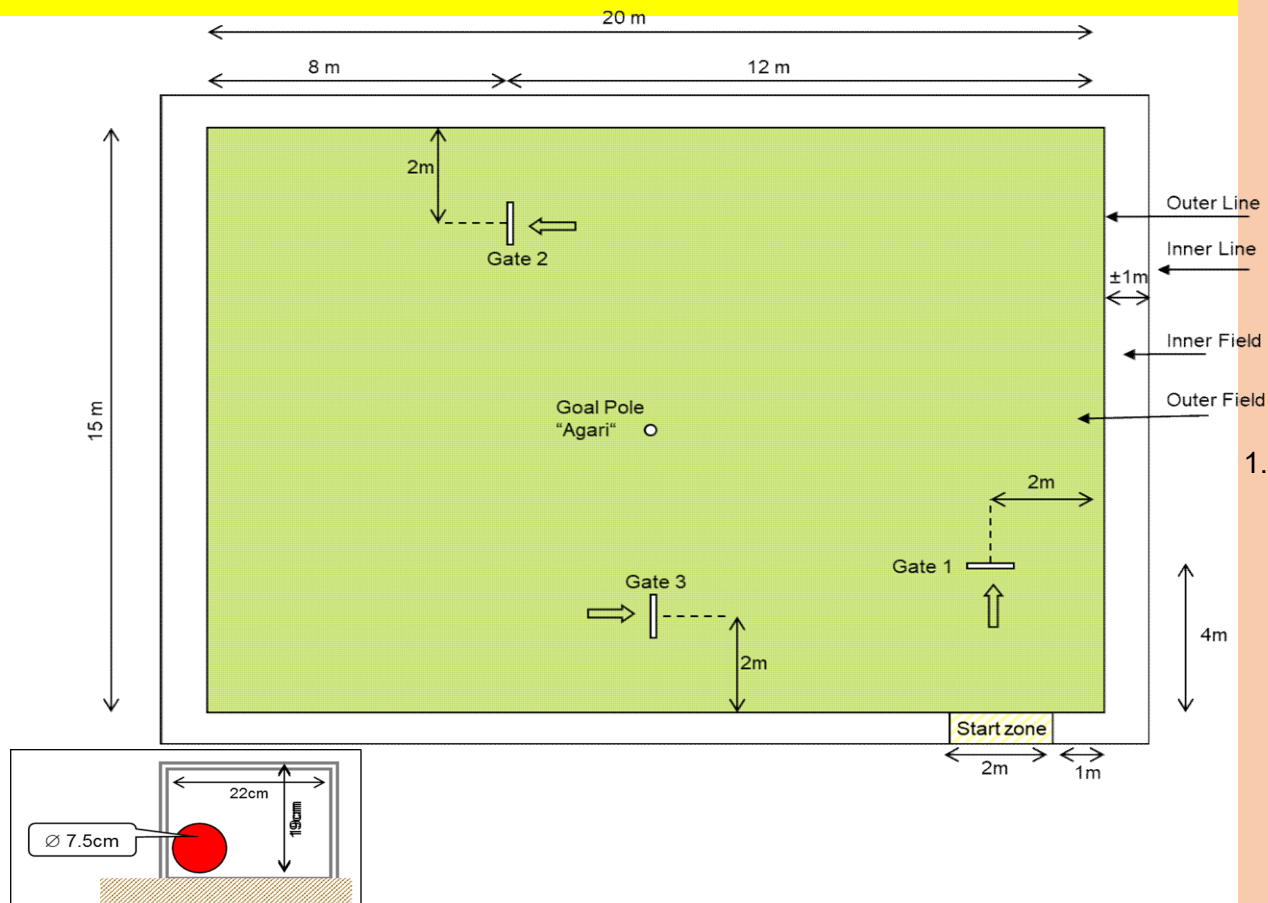 20 m
8 m
12 m
2m
Outer Line
Inner Line
Gate 2
±1m
Inner Field
Goal Pole
Outer Field
"Agari"
15 m
1.
2m
Gate 1
Gate 3
4m
2m
Start zone
2m
1m
22cm
19cm
∅ 7.5cm